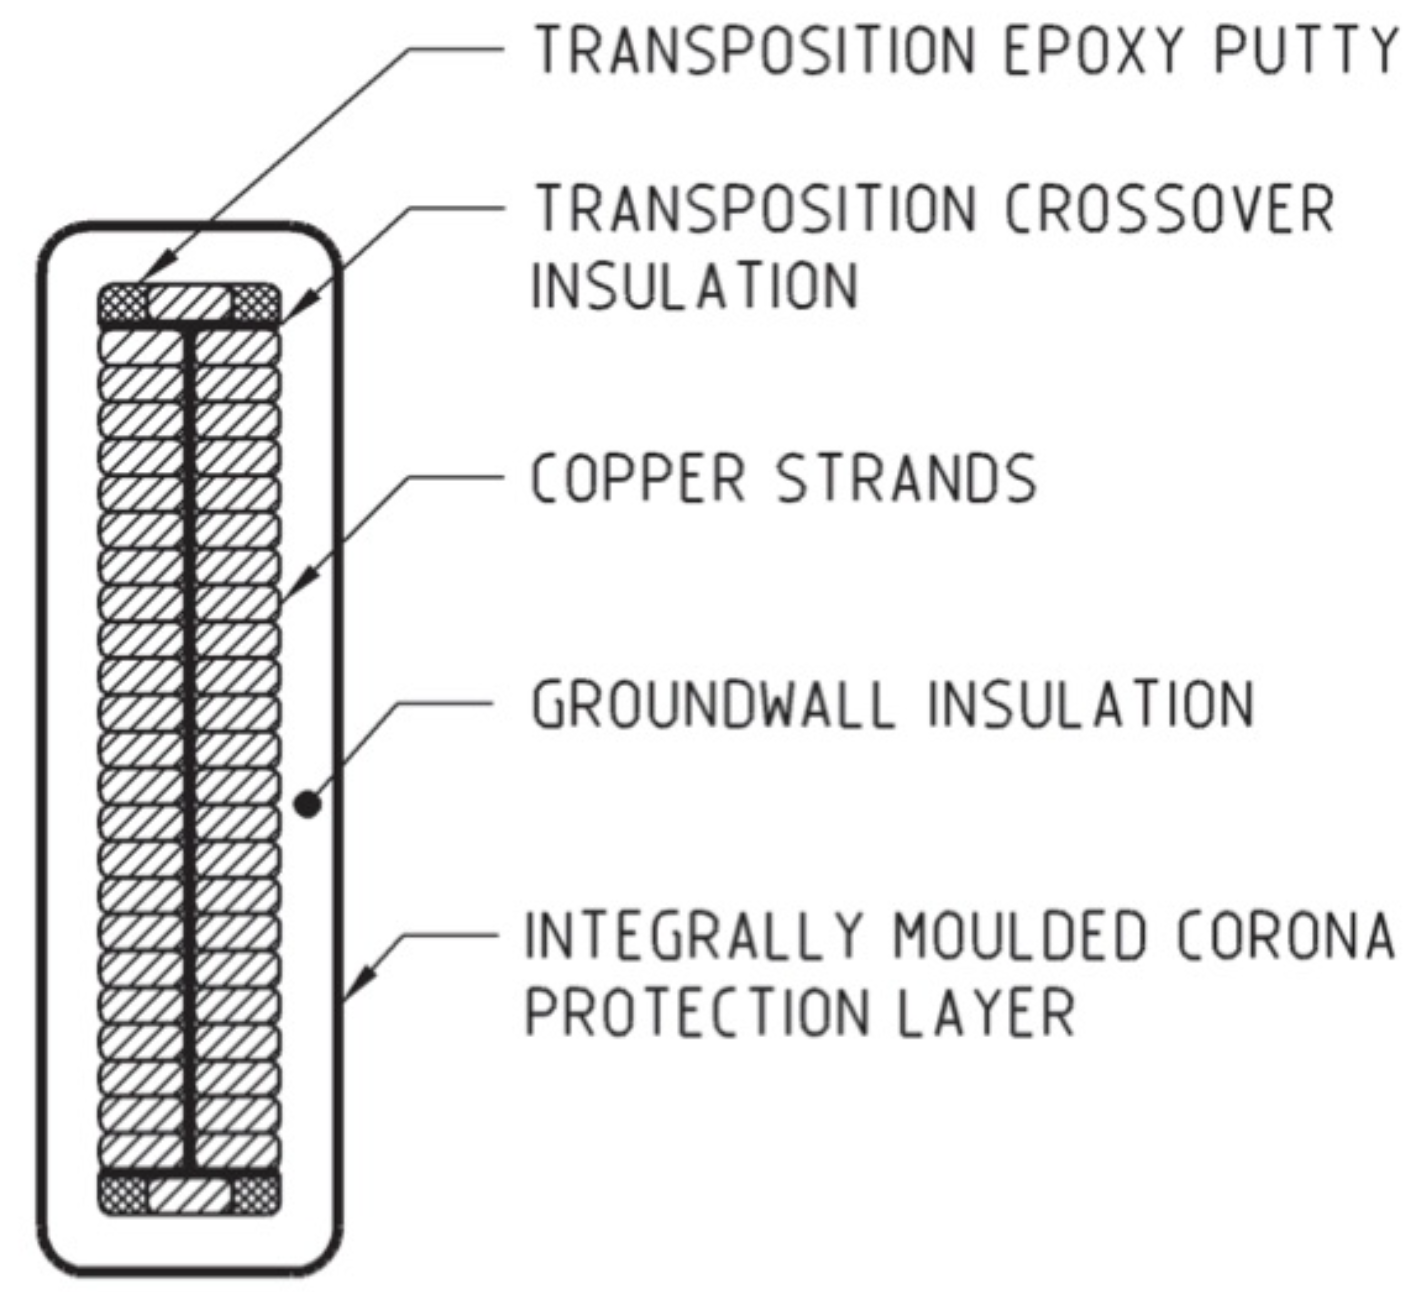 TRANSPOSITION EPOXY PUTTY
TRANSPOSITION CROSSOVER
INSULATION
COPPER STRANDS
GROUNDWALL INSULATION
INTEGRALLY MOULDED CORONA
PROTECTION LAYER